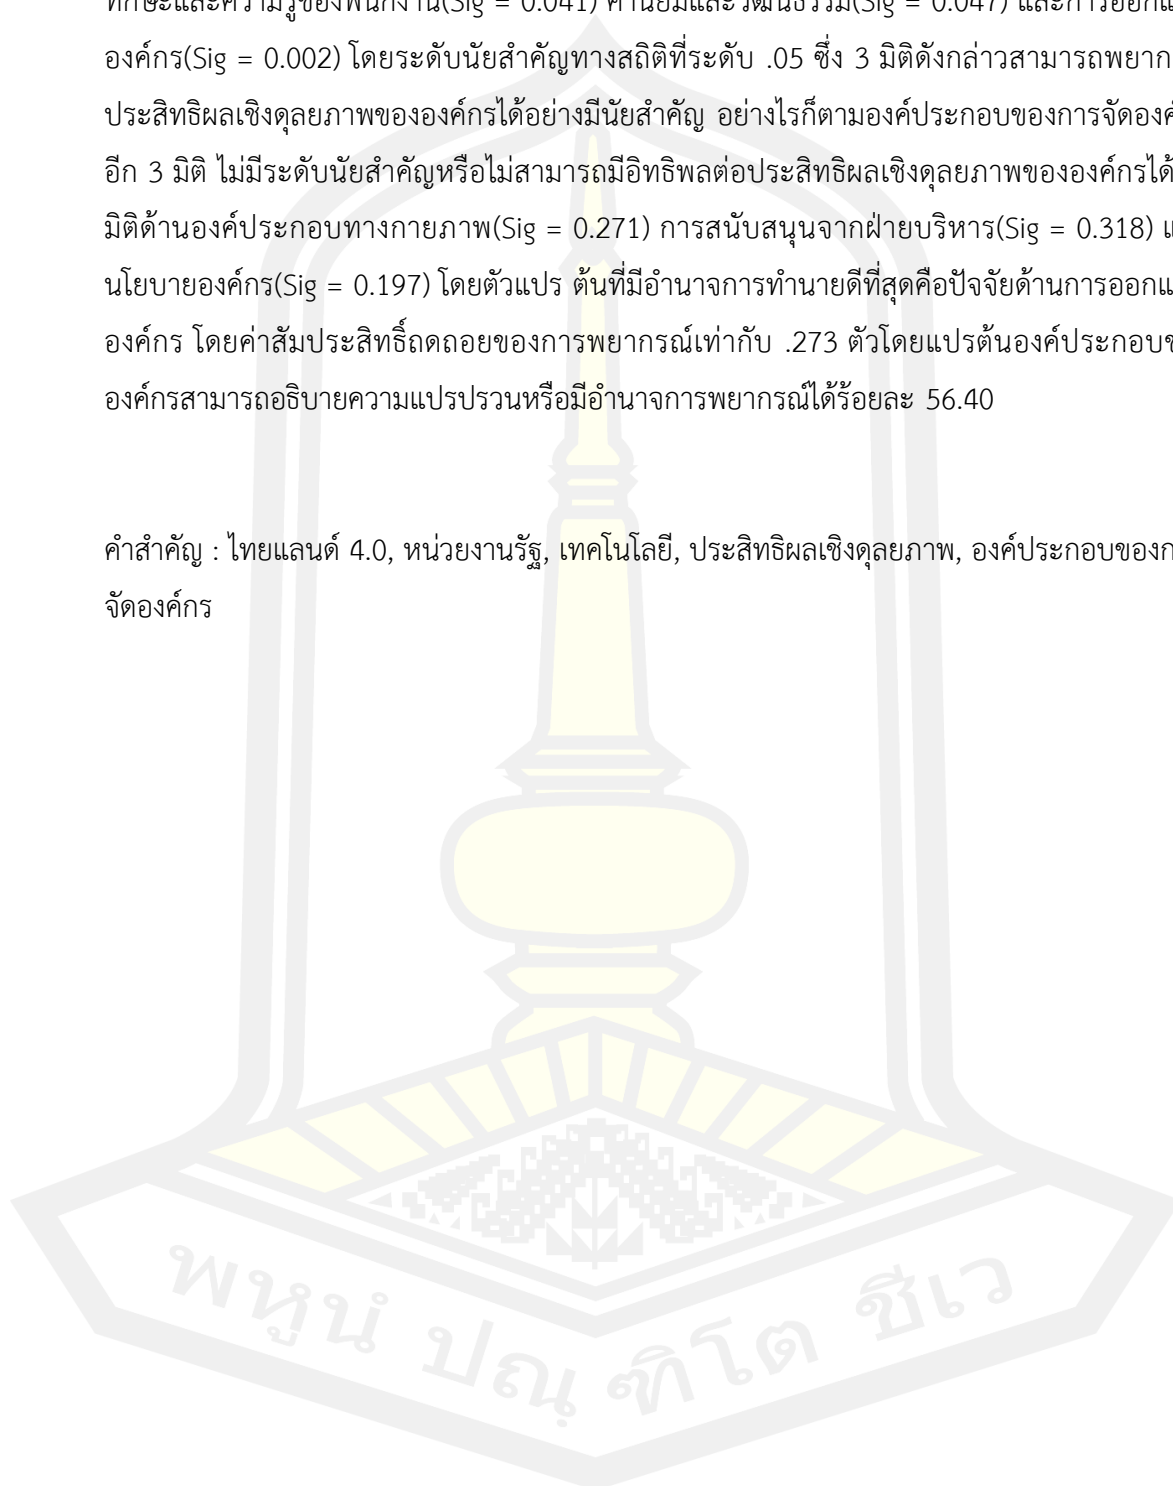 ทักษะและความรู้ของพนักงาน(Sig = 0.041) ค่านิยมและวัฒนธรรม(Sig = 0.047)
องค์กร(Sig = 0.002) โดยระดับนัยสำคัญทางสถิติที่ระดับ .05 ซึ่ง 3 มิติดังกล่าวสามารถ
ประสิทธิผลเชิงดุลยภาพขององค์กรได้อย่างมีนัยสำคัญ อย่างไรก็ตามองค์ประกอบของการ
อีก 3 มิติ ไม่มีระดับนัยสำคัญหรือไม่สามารถมีอิทธิพลต่อประสิทธิผลเชิงดุลยภาพขององค์กรได้
มิติด้านองค์ประกอบทางกายภาพ(Sig = 0.271) การสนับสนุนจากฝ่ายบริหาร(Sig = 0.318)
นโยบายองค์กร(Sig = 0.197) โดยตัวแปร ต้นที่มีอำนาจการทำนายดีที่สุดคือปัจจัยด้านการ
องค์กร โดยค่าสัมประสิทธิ์ถดถอยของการพยากรณ์เท่ากับ .273 ตัวโดยแปรต้นองค์ประกอบ
องค์กรสามารถอธิบายความแปรปรวนหรือมีอำนาจการพยากรณ์ได้ร้อยละ 56.40
คำสำคัญ : ไทยแลนด์ 4.0, หน่วยงานรัฐ, เทคโนโลยี, ประสิทธิผลเชิงดุลยภาพ, องค์ประกอบของ
จัดองค์กร
พหูนํ ปณฺฑิโต ชีเว